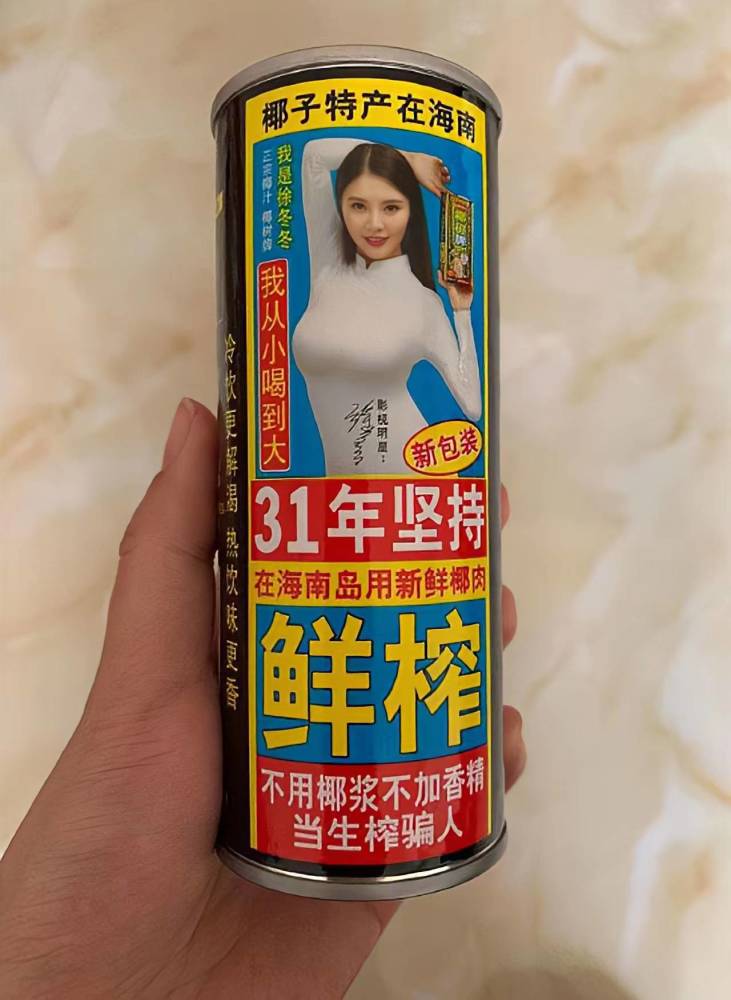 椰子特产在海南
我是徐冬冬
正宗椰汁 椰树牌
我从小喝到大
椰树牌
影视明星：
新包装
31年坚持
在海南岛用新鲜椰肉
鲜榨
不用椰浆不加香精
当生榨骗人
冷饮更解渴 热饮味更香